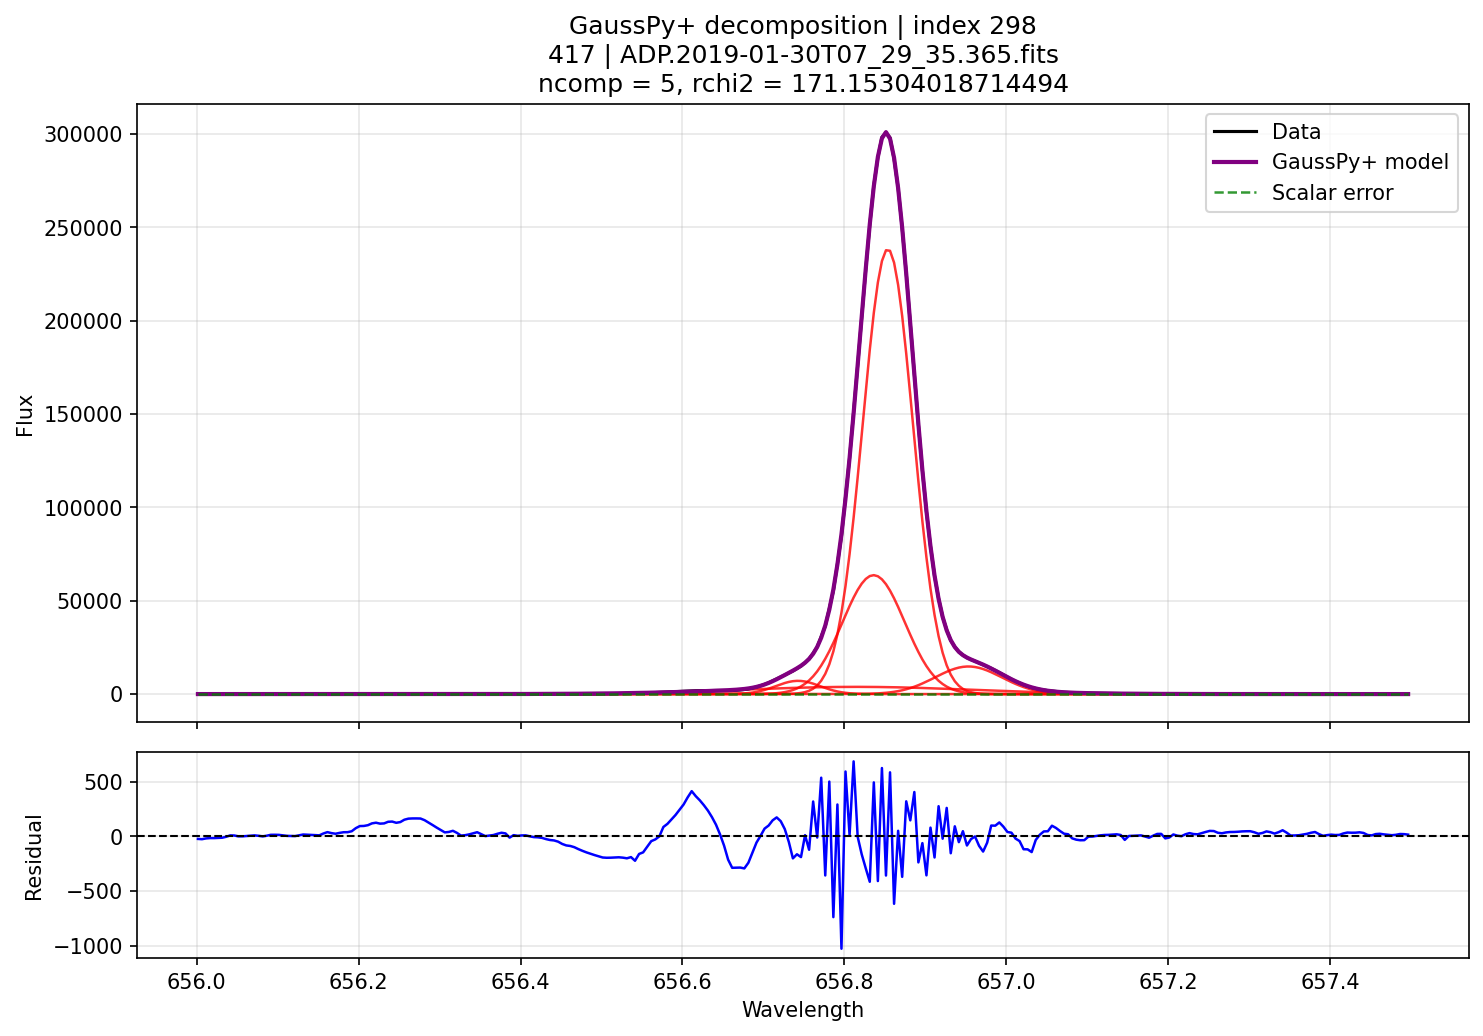 GaussPy+ decomposition | index 298
417 | ADP.2019-01-30T07_29_35.365.fits
ncomp = 5, rchi2 = 171.15304018714494
Data
GaussPy+ model
Scalar error
Flux
300000
250000
200000
150000
100000
50000
0
Residual
500
0
−500
−1000
656.0
656.2
656.4
656.6
656.8
657.0
657.2
657.4
Wavelength